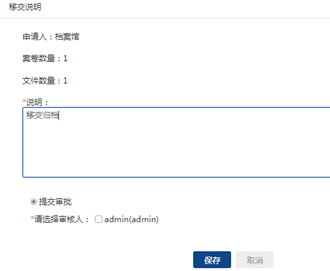 移交说明
申请人：档案馆
案卷数量：1
文件数量：1
*说明：
移交归档
提交审批
*请选择审核人： admin(admin)
保存 取消